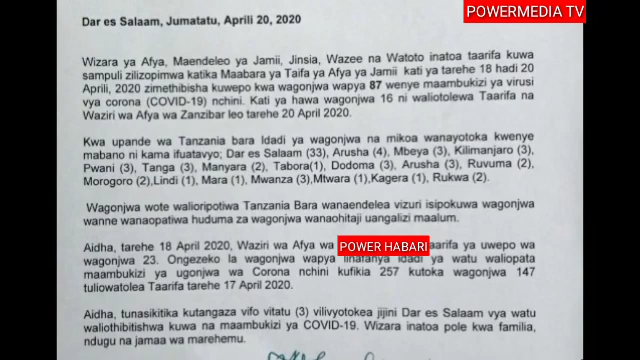 POWERMEDIA TV
Dar es Salaam, Jumatatu, Aprili 20, 2020
Wizara ya Afya, Maendeleo ya Jamii, Jinsia, Wazee na Watoto inatoa taarifa kuwa
sampuli zilizopimwa katika Maabara ya Taifa ya Afya ya Jamii kati ya tarehe 18 hadi 20
Aprili, 2020 zimethibisha kuwepo kwa wagonjwa wapya 87 wenye maambukizi ya virusi
vya corona (COVID-19) nchini. Kati ya hawa wagonjwa 16 ni waliotolewa Taarifa na
Waziri wa Afya wa Zanzibar leo tarehe 20 April 2020.
Kwa upande wa Tanzania bara Idadi ya wagonjwa na mikoa wanayotoka kwenye
mabano ni kama ifuatavyo; Dar es Salaam (33), Arusha (4), Mbeya (3), Kilimanjaro (3),
Pwani (3), Tanga (3), Manyara (2), Tabora(1), Dodoma (3), Arusha (3), Ruvuma (2),
Morogoro (2),Lindi (1), Mara (1), Mwanza (3),Mtwara (1),Kagera (1), Rukwa (2).
Wagonjwa wote walioripotiwa Tanzania Bara wanaendelea vizuri isipokuwa wagonjwa
wanne wanaopatiwa huduma za wagonjwa wanaohitaji uangalizi maalum.
Aidha, tarehe 18 April 2020, Waziri wa Afya wa POWER HABARI taarifa ya uwepo wa
wagonjwa 23. Ongezeko la wagonjwa wapya linafanya idadi ya watu waliopata
maambukizi ya ugonjwa wa Corona nchini kufikia 257 kutoka wagonjwa 147
tuliowatolea Taarifa tarehe 17 April 2020.
Aidha, tunasikitika kutangaza vifo vitatu (3) vilivyotokea jijini Dar es Salaam vya watu
waliothibitishwa kuwa na maambukizi ya COVID-19. Wizara inatoa pole kwa familia,
ndugu na jamaa wa marehemu.